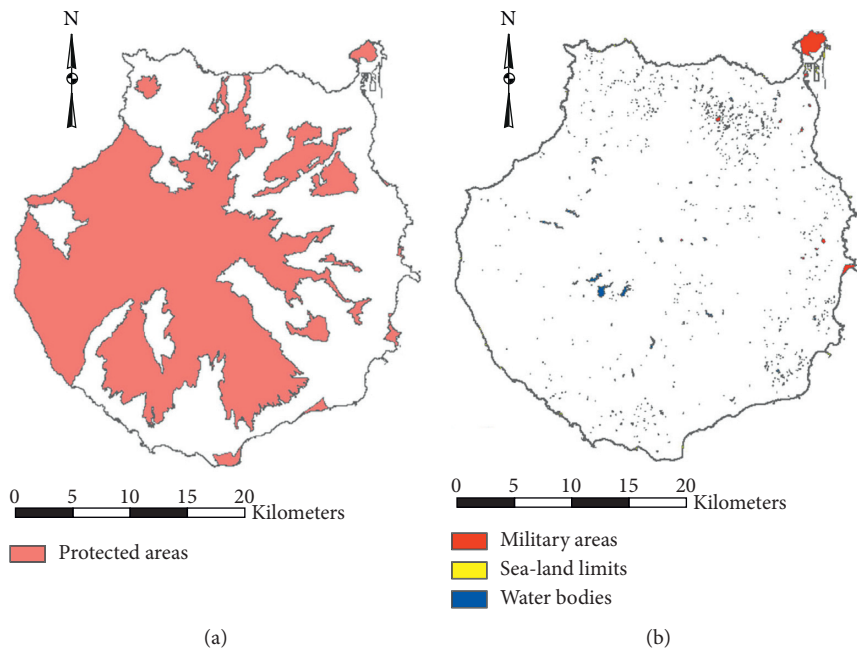 N
N
0 5 10 15 20
Kilometers
0 5 10 15 20
Kilometers
Protected areas
Military areas
Sea-land limits
Water bodies
(a)
(b)